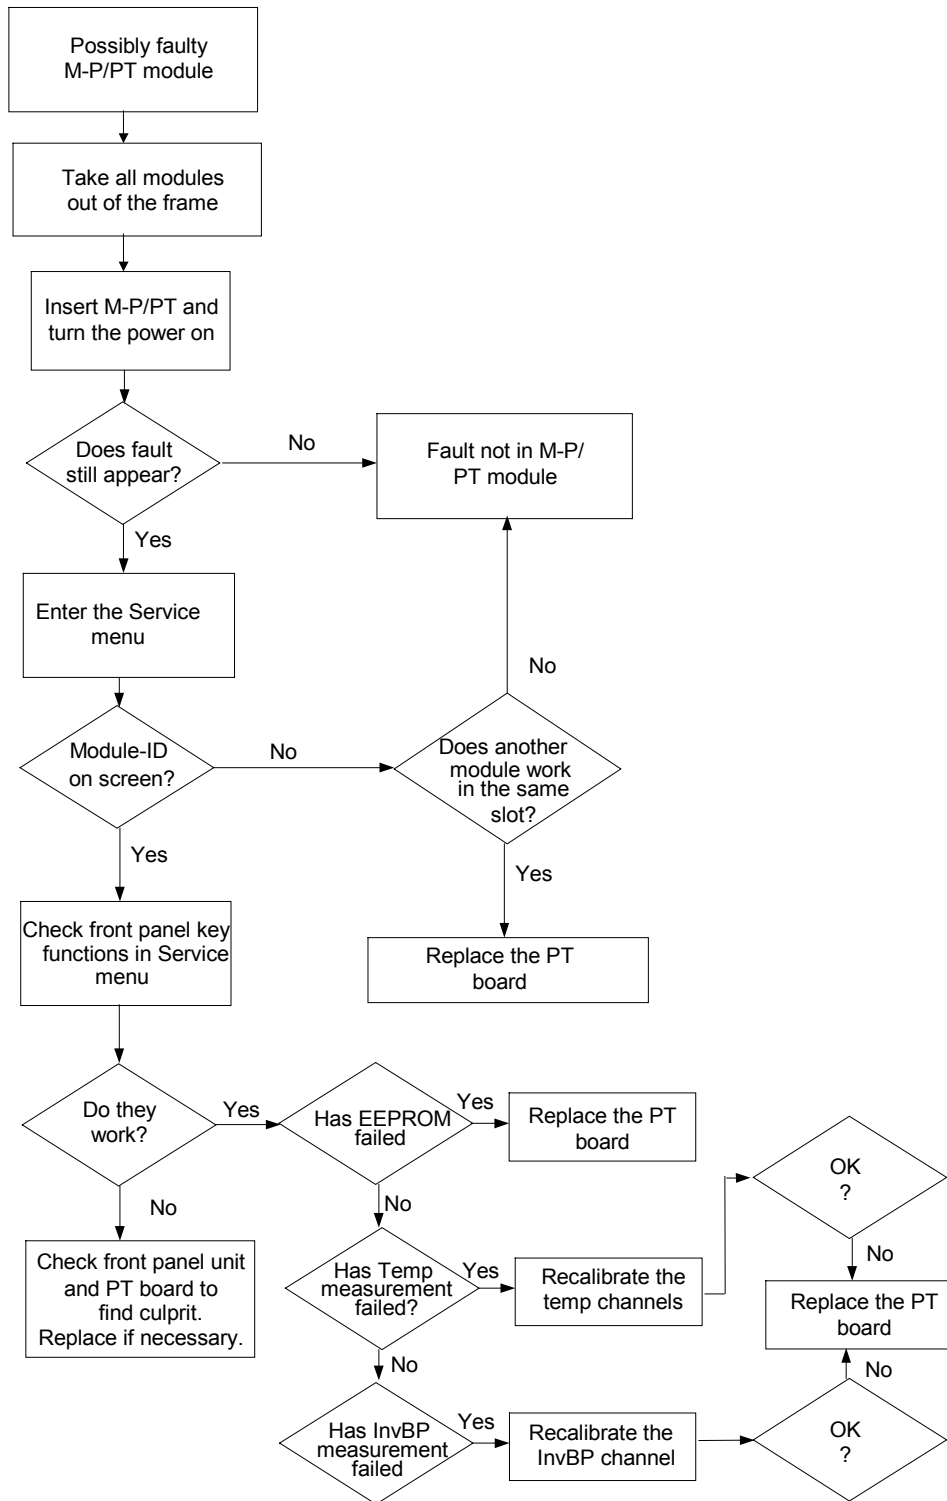 Possibly faulty
M-P/PT module
Take all modules
out of the frame
Insert M-P/PT and
turn the power on
Does fault
still appear?
No
Fault not in M-P/
PT module
Yes
Enter the Service
menu
No
Module-ID
on screen?
No
Does another
module work
in the same
slot?
Yes
Yes
Check front panel key
functions in Service
menu
Replace the PT
board
Do they
work?
Yes
Has EEPROM
failed
Yes
Replace the PT
board
OK
?
No
No
No
Check front panel unit
and PT board to
find culprit.
Replace if necessary.
Has Temp
measurement
failed?
Yes
Recalibrate the
temp channels
Replace the PT
board
No
No
Has InvBP
measurement
failed
Yes
Recalibrate the
InvBP channel
OK
?